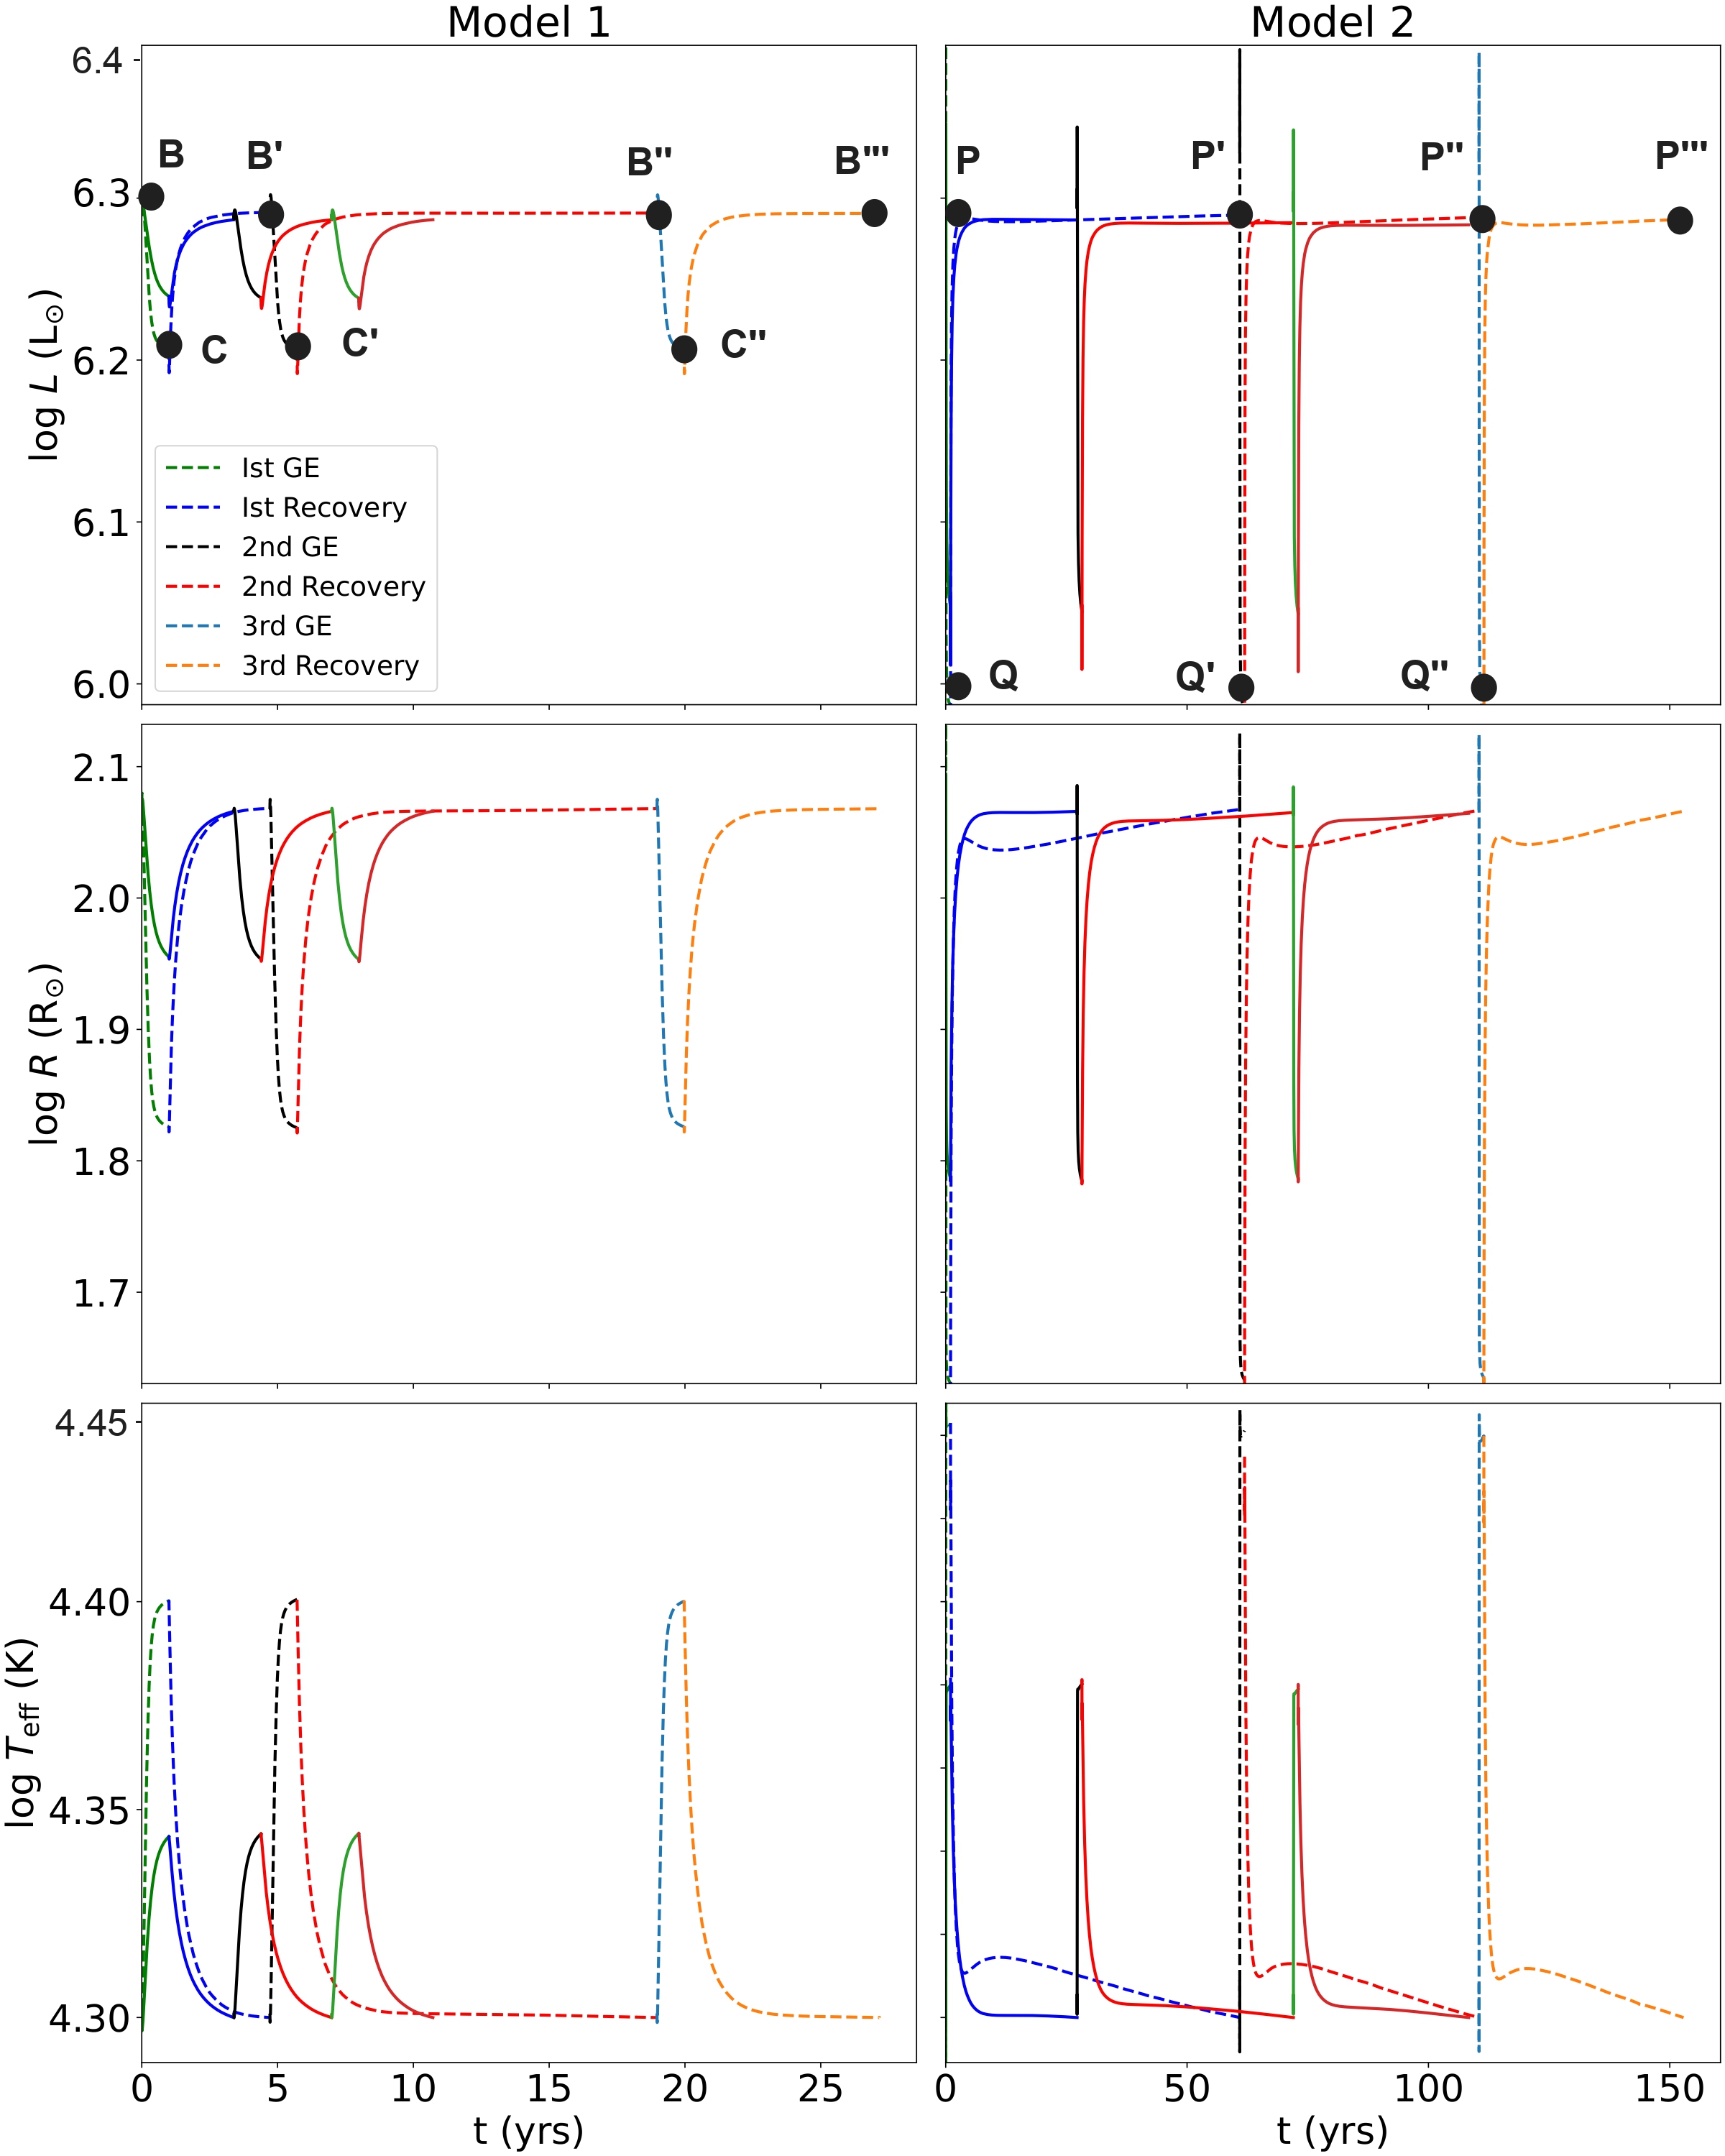 Model 1
Model 2
6.4
6.3
6.2
6.1
6.0
log L (L⊙)
B
B'
B''
B'''
C
C'
C''
Ist GE
Ist Recovery
2nd GE
2nd Recovery
3rd GE
3rd Recovery
P
P'
P''
P'''
Q
Q'
Q''
2.1
2.0
1.9
1.8
1.7
log R (R⊙)
4.45
4.40
4.35
4.30
log Teff (K)
0 5 10 15 20 25
t (yrs)
0 50 100 150
t (yrs)